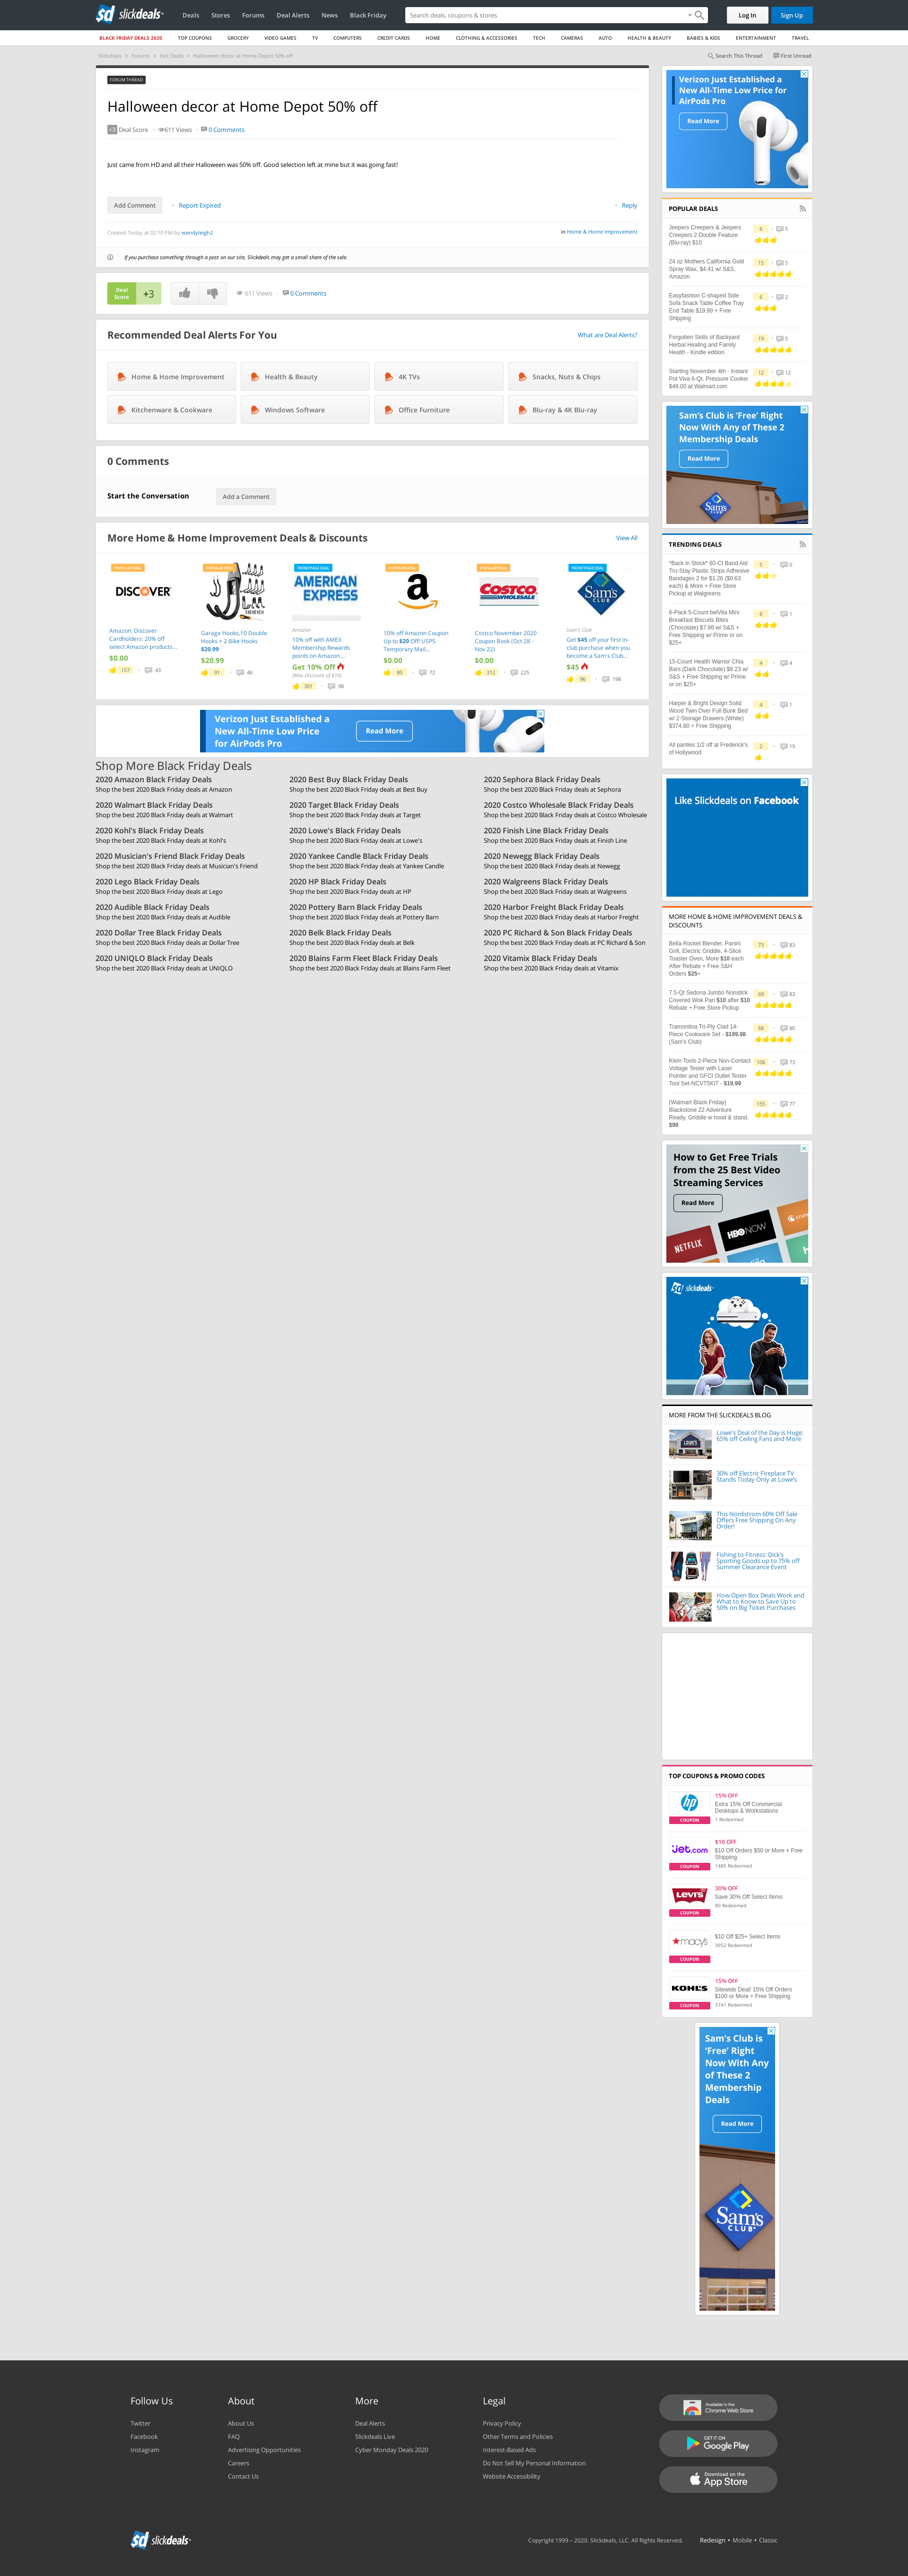 slickdeals
Deals Stores Forums Deal Alerts News Black Friday
Search deals, coupons & stores
Log In
Sign Up
BLACK FRIDAY DEALS 2020 TOP COUPONS GROCERY VIDEO GAMES TV COMPUTERS CREDIT CARDS HOME CLOTHING & ACCESSORIES TECH CAMERAS AUTO HEALTH & BEAUTY BABIES & KIDS ENTERTAINMENT TRAVEL
Slickdeals Forums Hot Deals Halloween decor at Home Depot 50% off
Search This Thread First Unread
FORUM THREAD
Halloween decor at Home Depot 50% off
+3 Deal Score 611 Views 0 Comments
Just came from HD and all their Halloween was 50% off. Good selection left at mine but it was going fast!
Add Comment Report Expired Reply
Created Today at 02:10 PM by wendyleigh2
in Home & Home Improvement
If you purchase something through a post on our site, Slickdeals may get a small share of the sale.
Deal Score +3 611 Views 0 Comments
Recommended Deal Alerts For You
What are Deal Alerts?
Home & Home Improvement Health & Beauty 4K TVs Snacks, Nuts & Chips
Kitchenware & Cookware Windows Software Office Furniture Blu-ray & 4K Blu-ray
0 Comments
Start the Conversation Add a Comment
More Home & Home Improvement Deals & Discounts
View All
POPULAR DEAL
DISCOVER
Amazon: Discover
Cardholders: 20% off
select Amazon products...
$0.00
157 43
POPULAR DEAL
Garage Hooks,10 Double
Hooks + 2 Bike Hooks
$20.99
$20.99
91 46
FRONTPAGE DEAL
AMERICAN
EXPRESS
Amazon
10% off with AMEX
Membership Rewards
points on Amazon,...
Get 10% Off
(Max Discount of $10)
301 98
POPULAR DEAL
a
10% off Amazon Coupon
Up to $20 Off! USPS
Temporary Mail...
$0.00
80 72
POPULAR DEAL
COSTCO
WHOLESALE
Costco November 2020
Coupon Book (Oct 28 -
Nov 22)
$0.00
312 225
FRONTPAGE DEAL
Sam's
CLUB
Sam's Club
Get $45 off your first in-
club purchase when you
become a Sam's Club...
$45
96 198
Verizon Just Established a
New All-Time Low Price
for AirPods Pro
Read More
Shop More Black Friday Deals
2020 Amazon Black Friday Deals
Shop the best 2020 Black Friday deals at Amazon
2020 Best Buy Black Friday Deals
Shop the best 2020 Black Friday deals at Best Buy
2020 Sephora Black Friday Deals
Shop the best 2020 Black Friday deals at Sephora
2020 Walmart Black Friday Deals
Shop the best 2020 Black Friday deals at Walmart
2020 Target Black Friday Deals
Shop the best 2020 Black Friday deals at Target
2020 Costco Wholesale Black Friday Deals
Shop the best 2020 Black Friday deals at Costco Wholesale
2020 Kohl's Black Friday Deals
Shop the best 2020 Black Friday deals at Kohl's
2020 Lowe's Black Friday Deals
Shop the best 2020 Black Friday deals at Lowe's
2020 Finish Line Black Friday Deals
Shop the best 2020 Black Friday deals at Finish Line
2020 Musician's Friend Black Friday Deals
Shop the best 2020 Black Friday deals at Musician's Friend
2020 Yankee Candle Black Friday Deals
Shop the best 2020 Black Friday deals at Yankee Candle
2020 Newegg Black Friday Deals
Shop the best 2020 Black Friday deals at Newegg
2020 Lego Black Friday Deals
Shop the best 2020 Black Friday deals at Lego
2020 HP Black Friday Deals
Shop the best 2020 Black Friday deals at HP
2020 Walgreens Black Friday Deals
Shop the best 2020 Black Friday deals at Walgreens
2020 Audible Black Friday Deals
Shop the best 2020 Black Friday deals at Audible
2020 Pottery Barn Black Friday Deals
Shop the best 2020 Black Friday deals at Pottery Barn
2020 Harbor Freight Black Friday Deals
Shop the best 2020 Black Friday deals at Harbor Freight
2020 Dollar Tree Black Friday Deals
Shop the best 2020 Black Friday deals at Dollar Tree
2020 Belk Black Friday Deals
Shop the best 2020 Black Friday deals at Belk
2020 PC Richard & Son Black Friday Deals
Shop the best 2020 Black Friday deals at PC Richard & Son
2020 UNIQLO Black Friday Deals
Shop the best 2020 Black Friday deals at UNIQLO
2020 Blains Farm Fleet Black Friday Deals
Shop the best 2020 Black Friday deals at Blains Farm Fleet
2020 Vitamix Black Friday Deals
Shop the best 2020 Black Friday deals at Vitamix
Verizon Just Established a
New All-Time Low Price for
AirPods Pro
Read More
POPULAR DEALS
Jeepers Creepers & Jeepers
Creepers 2 Double Feature
(Blu-ray) $10
6 5
24 oz Mothers California Gold
Spray Wax, $4.41 w/ S&S,
Amazon
15 5
Easyfashion C-shaped Side
Sofa Snack Table Coffee Tray
End Table $19.99 + Free
Shipping
6 2
Forgotten Skills of Backyard
Herbal Healing and Family
Health - Kindle edition
19 5
Starting November 4th - Instant
Pot Viva 6-Qt. Pressure Cooker
$49.00 at Walmart.com
12 12
Sam's Club is 'Free' Right
Now With Any of These 2
Membership Deals
Read More
Sam's
CLUB
TRENDING DEALS
*Back in Stock* 60-Ct Band Aid
Tru-Stay Plastic Strips Adhesive
Bandages 2 for $1.26 ($0.63
each) & More + Free Store
Pickup at Walgreens
5 0
6-Pack 5-Count belVita Mini
Breakfast Biscuits Bites
(Chocolate) $7.86 w/ S&S +
Free Shipping w/ Prime or on
$25+
6 1
15-Count Health Warrior Chia
Bars (Dark Chocolate) $8.23 w/
S&S + Free Shipping w/ Prime
or on $25+
4 4
Harper & Bright Design Solid
Wood Twin Over Full Bunk Bed
w/ 2-Storage Drawers (White)
$374.80 + Free Shipping
4 1
All panties 1/2 off at Frederick's
of Hollywood
2 19
Like Slickdeals on Facebook
MORE HOME & HOME IMPROVEMENT DEALS &
DISCOUNTS
Bella Rocket Blender, Panini
Grill, Electric Griddle, 4-Slice
Toaster Oven, More $10 each
After Rebate + Free S&H
Orders $25+
73 83
7.5-Qt Sedona Jumbo Nonstick
Covered Wok Pan $10 after $10
Rebate + Free Store Pickup
69 83
Tramontina Tri-Ply Clad 14-
Piece Cookware Set - $199.98
(Sam's Club)
68 80
Klein Tools 2-Piece Non-Contact
Voltage Tester with Laser
Pointer and GFCI Outlet Tester
Tool Set-NCVT5KIT - $19.99
106 73
(Walmart Black Friday)
Blackstone 22 Adventure
Ready, Griddle w hood & stand.
$99
155 77
How to Get Free Trials
from the 25 Best Video
Streaming Services
Read More
NETFLIX
HBO NOW
slickdeals
MORE FROM THE SLICKDEALS BLOG
LOWE'S
Lowe's Deal of the Day is Huge:
65% off Ceiling Fans and More
30% off Electric Fireplace TV
Stands Today Only at Lowe's
This Nordstrom 60% Off Sale
Offers Free Shipping On Any
Order!
Fishing to Fitness: Dick's
Sporting Goods up to 75% off
Summer Clearance Event
How Open Box Deals Work and
What to Know to Save Up to
50% on Big Ticket Purchases
TOP COUPONS & PROMO CODES
hp
COUPON
15% OFF
Extra 15% Off Commercial
Desktops & Workstations
1 Redeemed
jet.com
COUPON
$10 OFF
$10 Off Orders $50 or More + Free
Shipping
1485 Redeemed
LEVI'S
COUPON
30% OFF
Save 30% Off Select Items
80 Redeemed
macy's
COUPON
$10 Off $25+ Select Items
3952 Redeemed
KOHL'S
COUPON
15% OFF
Sitewide Deal! 15% Off Orders
$100 or More + Free Shipping
3741 Redeemed
Sam's Club is
'Free' Right
Now With Any
of These 2
Membership
Deals
Read More
Sam's
CLUB
Follow Us
Twitter
Facebook
Instagram
About
About Us
FAQ
Advertising Opportunities
Careers
Contact Us
More
Deal Alerts
Slickdeals Live
Cyber Monday Deals 2020
Legal
Privacy Policy
Other Terms and Policies
Interest-Based Ads
Do Not Sell My Personal Information
Website Accessibility
Available in the
Chrome Web Store
GET IT ON
Google Play
Download on the
App Store
slickdeals
Copyright 1999 – 2020. Slickdeals, LLC. All Rights Reserved.
Redesign • Mobile • Classic